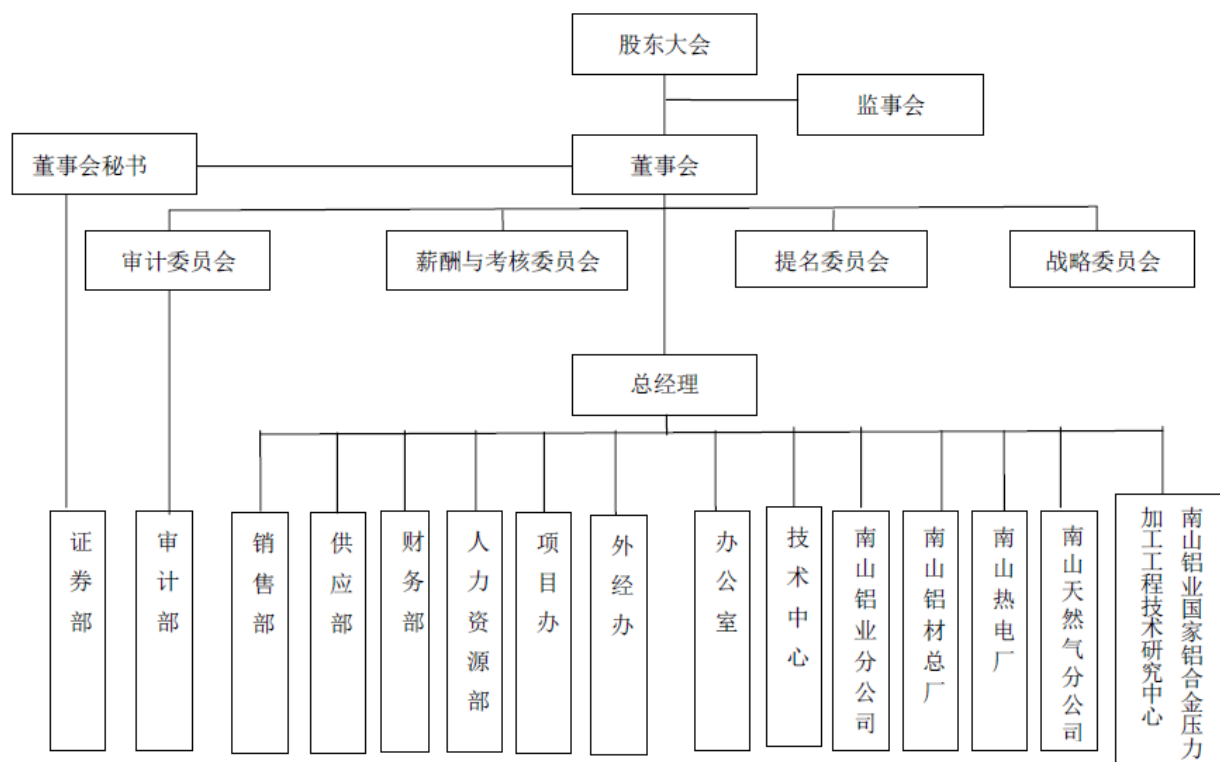 股东大会
监事会
董事会秘书
董事会
审计委员会
薪酬与考核委员会
提名委员会
战略委员会
总经理
证券部
审计部
销售部
供应部
财务部
人力资源部
项目办
外经办
办公室
技术中心
南山铝业分公司
南山铝材总厂
南山热电厂
南山天然气分公司
南山铝业国家铝合金压力
加工工程技术研究中心